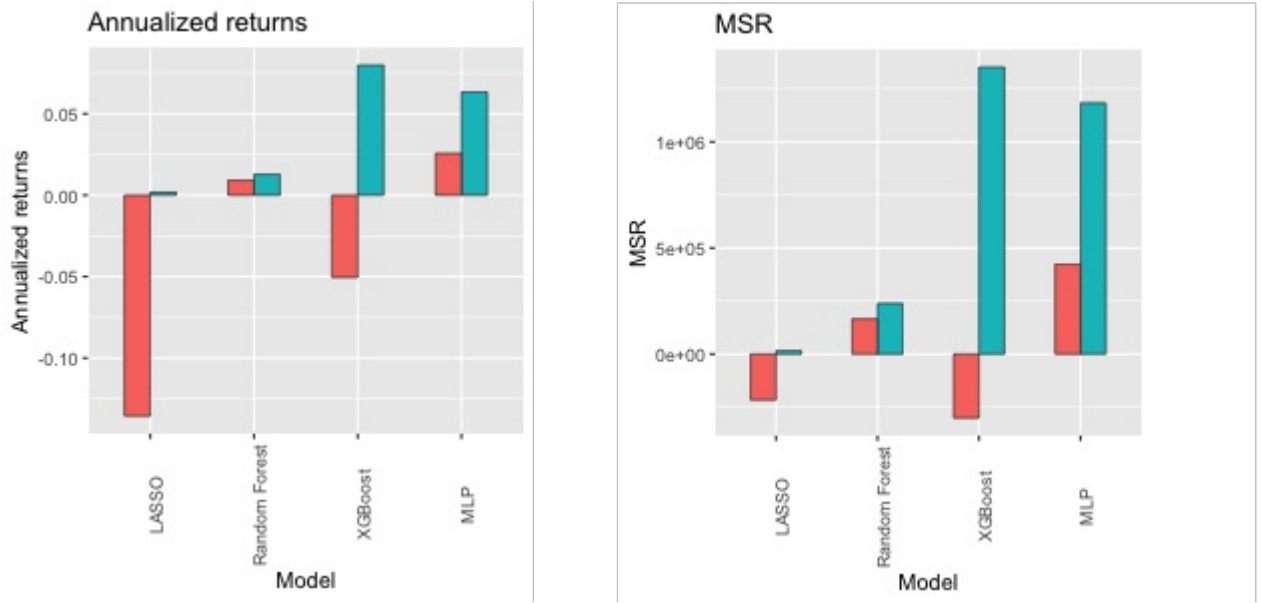 Annualized returns
Annualized returns
0.05
0.00
-0.05
-0.10
LASSO
Random Forest
XGBoost
MLP
Model
MSR
MSR
1e+06
5e+05
0e+00
LASSO
Random Forest
XGBoost
MLP
Model